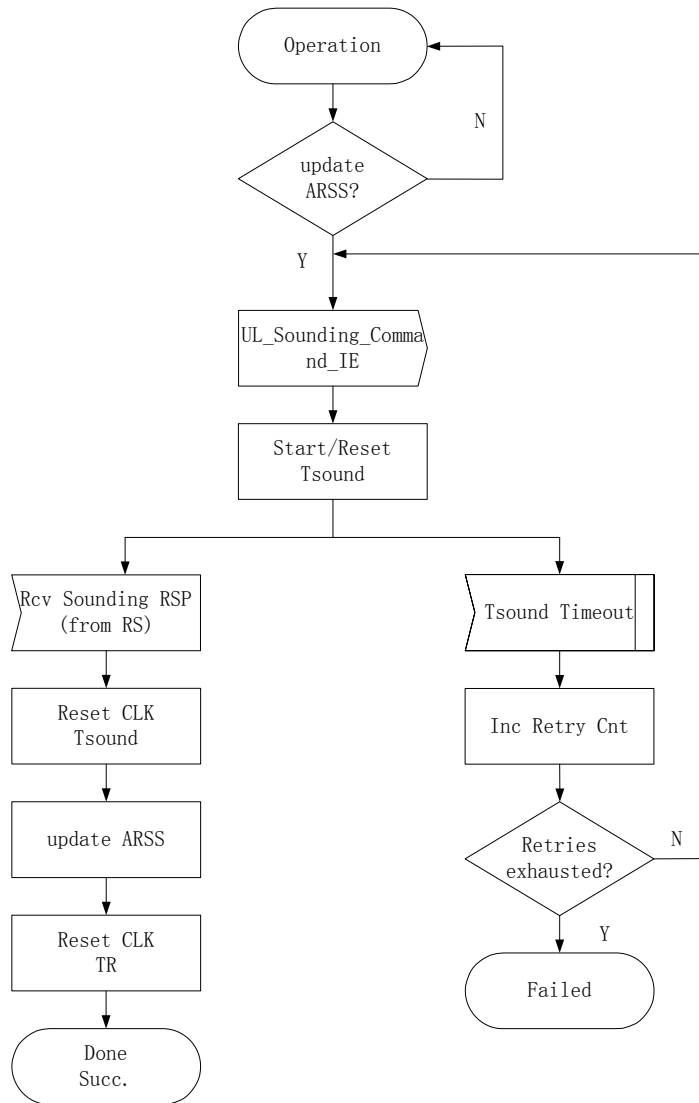 Operation
N
update
ARSS?
Y
UL_Sounding_Comma
nd_IE
Start/Reset
Tsound
Rcv Sounding RSP
(from RS)
Tsound Timeout
Reset CLK
Tsound
Inc Retry Cnt
update ARSS
Retries
exhausted?
N
Reset CLK
TR
Y
Failed
Done
Succ.